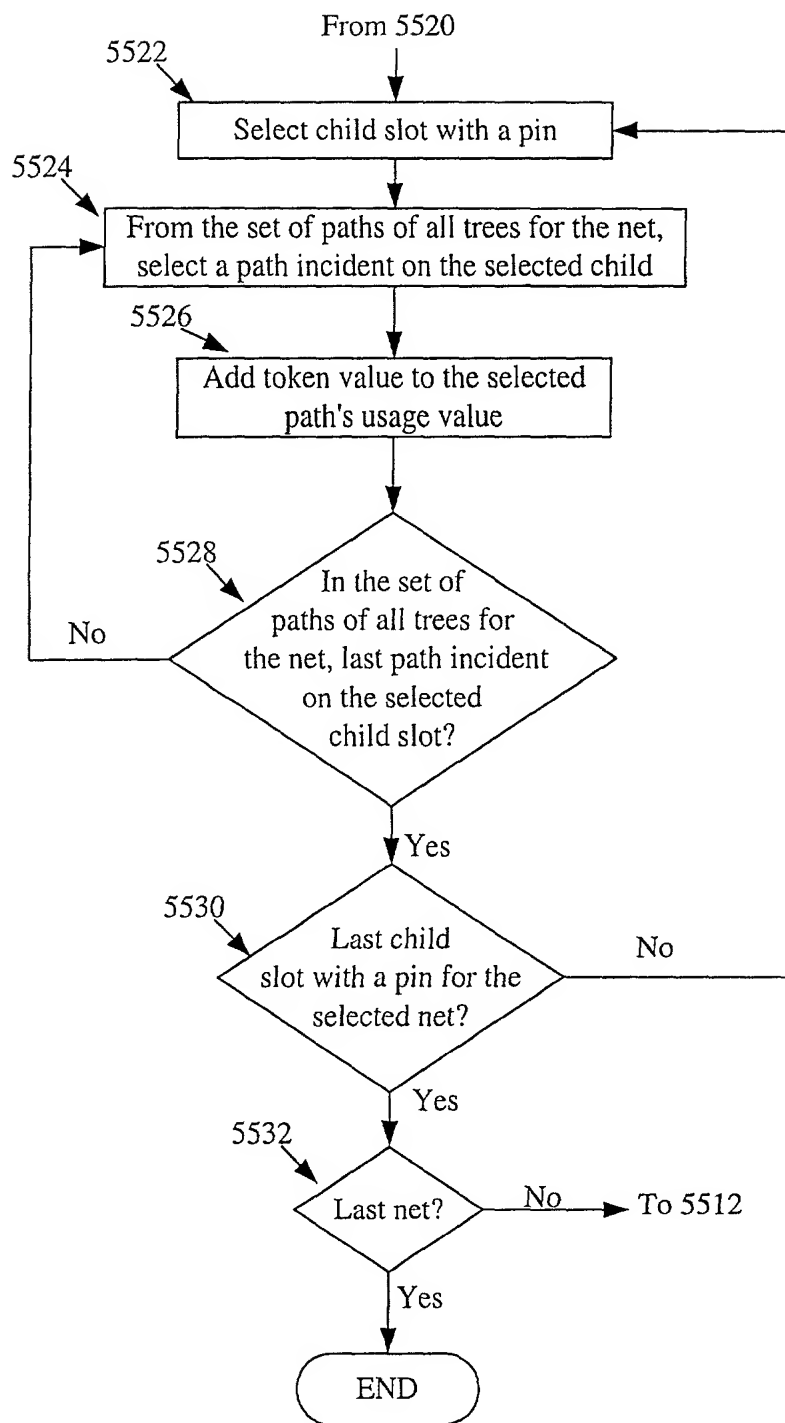 From 5520
5522
Select child slot with a pin
5524
From the set of paths of all trees for the net,
select a path incident on the selected child
5526
Add token value to the selected
path's usage value
5528
In the set of
paths of all trees for
the net, last path incident
on the selected
child slot?
No
Yes
5530
Last child
slot with a pin for the
selected net?
No
Yes
5532
Last net?
No
To 5512
Yes
END